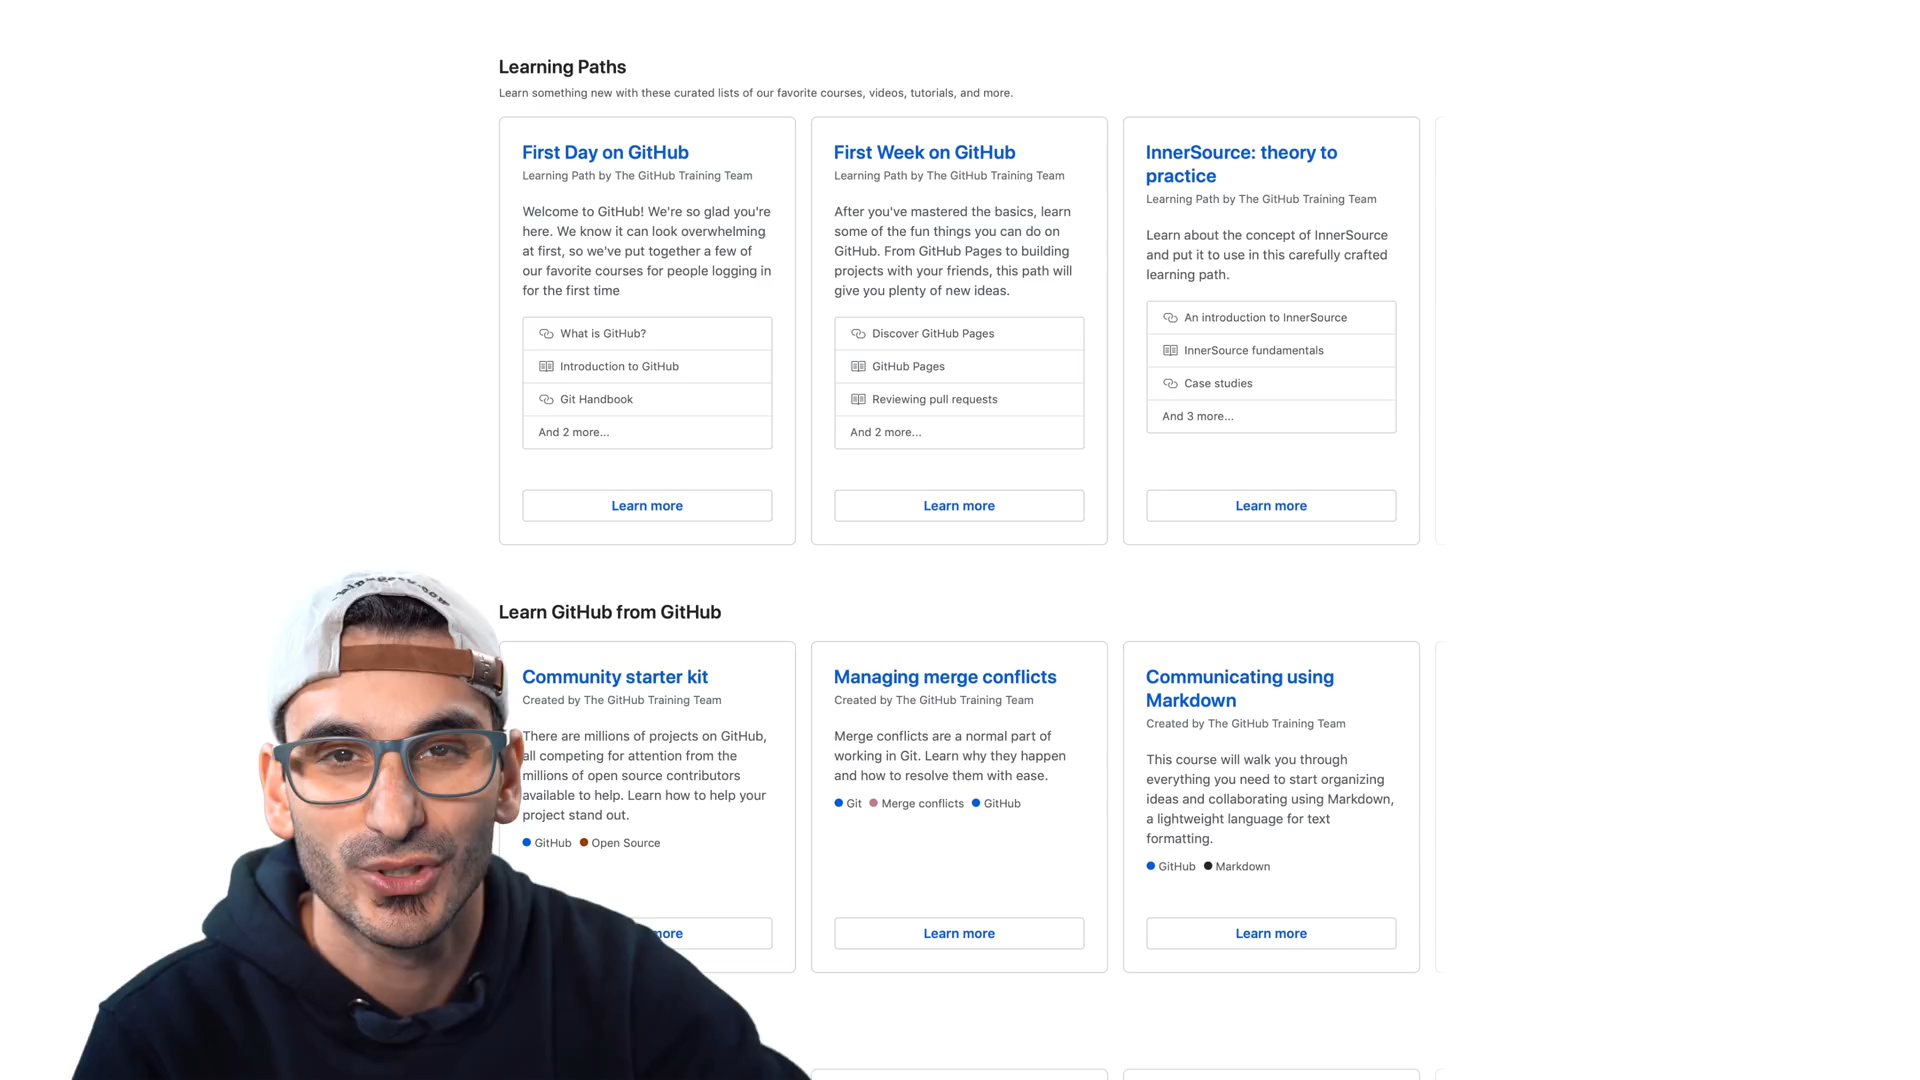 Learning Paths
Learn something new with these curated lists of our favorite courses, videos, tutorials, and more.
First Day on GitHub
Learning Path by The GitHub Training Team
Welcome to GitHub! We're so glad you're
here. We know it can look overwhelming
at first, so we've put together a few of
our favorite courses for people logging in
for the first time
What is GitHub?
Introduction to GitHub
Git Handbook
And 2 more...
Learn more
First Week on GitHub
Learning Path by The GitHub Training Team
After you've mastered the basics, learn
some of the fun things you can do on
GitHub. From GitHub Pages to building
projects with your friends, this path will
give you plenty of new ideas.
Discover GitHub Pages
GitHub Pages
Reviewing pull requests
And 2 more...
Learn more
InnerSource: theory to
practice
Learning Path by The GitHub Training Team
Learn about the concept of InnerSource
and put it to use in this carefully crafted
learning path.
An introduction to InnerSource
InnerSource fundamentals
Case studies
And 3 more...
Learn more
Learn GitHub from GitHub
Community starter kit
Created by The GitHub Training Team
There are millions of projects on GitHub,
all competing for attention from the
millions of open source contributors
available to help. Learn how to help your
project stand out.
GitHub Open Source
more
Managing merge conflicts
Created by The GitHub Training Team
Merge conflicts are a normal part of
working in Git. Learn why they happen
and how to resolve them with ease.
Git Merge conflicts GitHub
Learn more
Communicating using
Markdown
Created by The GitHub Training Team
This course will walk you through
everything you need to start organizing
ideas and collaborating using Markdown,
a lightweight language for text
formatting.
GitHub Markdown
Learn more